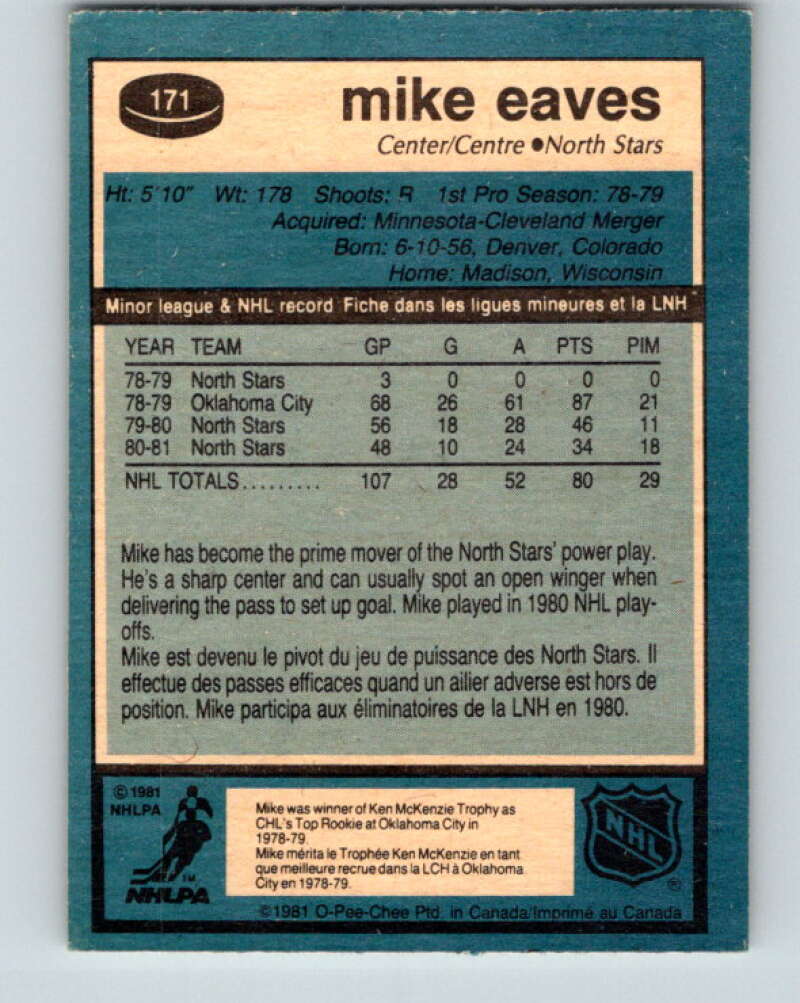 171
mike eaves
Center/Centre ●North Stars
Ht: 5'10" Wt: 178 Shoots: R 1st Pro Season: 78-79
Acquired: Minnesota-Cleveland Merger
Born: 6-10-56, Denver, Colorado
Home: Madison, Wisconsin
Minor league & NHL record Fiche dans les ligues mineures et la LNH
YEAR TEAM GP G A PTS PIM
78-79 North Stars 3 0 0 0 0
78-79 Oklahoma City 68 26 61 87 21
79-80 North Stars 56 18 28 46 11
80-81 North Stars 48 10 24 34 18
NHL TOTALS......... 107 28 52 80 29
Mike has become the prime mover of the North Stars' power play.
He's a sharp center and can usually spot an open winger when
delivering the pass to set up goal. Mike played in 1980 NHL play-
offs.
Mike est devenu le pivot du jeu de puissance des North Stars. Il
effectue des passes efficaces quand un ailier adverse est hors de
position. Mike participa aux éliminatoires de la LNH en 1980.
© 1981
NHLPA
TM
NHLPA
Mike was winner of Ken McKenzie Trophy as
CHL's Top Rookie at Oklahoma City in
1978-79.
Mike mérita le Trophée Ken McKenzie en tant
que meilleure recrue dans la LCH à Oklahoma
City en 1978-79.
NHL
®
©1981 O-Pee-Chee Ptd. in Canada/Imprimé au Canada